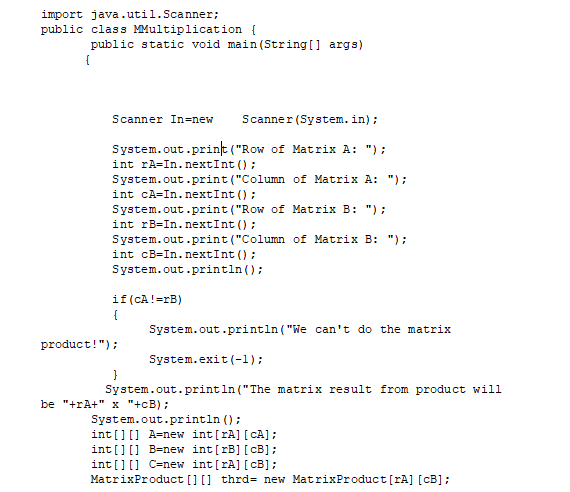 import java.util.Scanner;
public class MMultiplication {
public static void main(String[] args)
{
Scanner In=new    Scanner(System.in);
System.out.print("Row of Matrix A: ");
int rA=In.nextInt();
System.out.print("Column of Matrix A: ");
int cA=In.nextInt();
System.out.print("Row of Matrix B: ");
int rB=In.nextInt();
System.out.print("Column of Matrix B: ");
int cB=In.nextInt();
System.out.println();
if(cA!=rB)
{
System.out.println("We can't do the matrix
product!");
System.exit(-1);
}
System.out.println("The matrix result from product will
be "+rA+" x "+cB);
System.out.println();
int[][] A=new int[rA][cA];
int[][] B=new int[rB][cB];
int[][] C=new int[rA][cB];
MatrixProduct[][] thrd= new MatrixProduct[rA][cB];